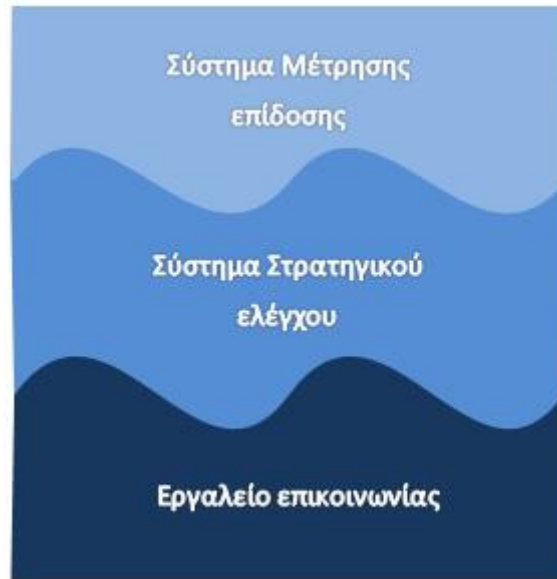 Σύστημα Μέτρησης
επίδοσης
Σύστημα Στρατηγικού
ελέγχου
Εργαλείο επικοινωνίας